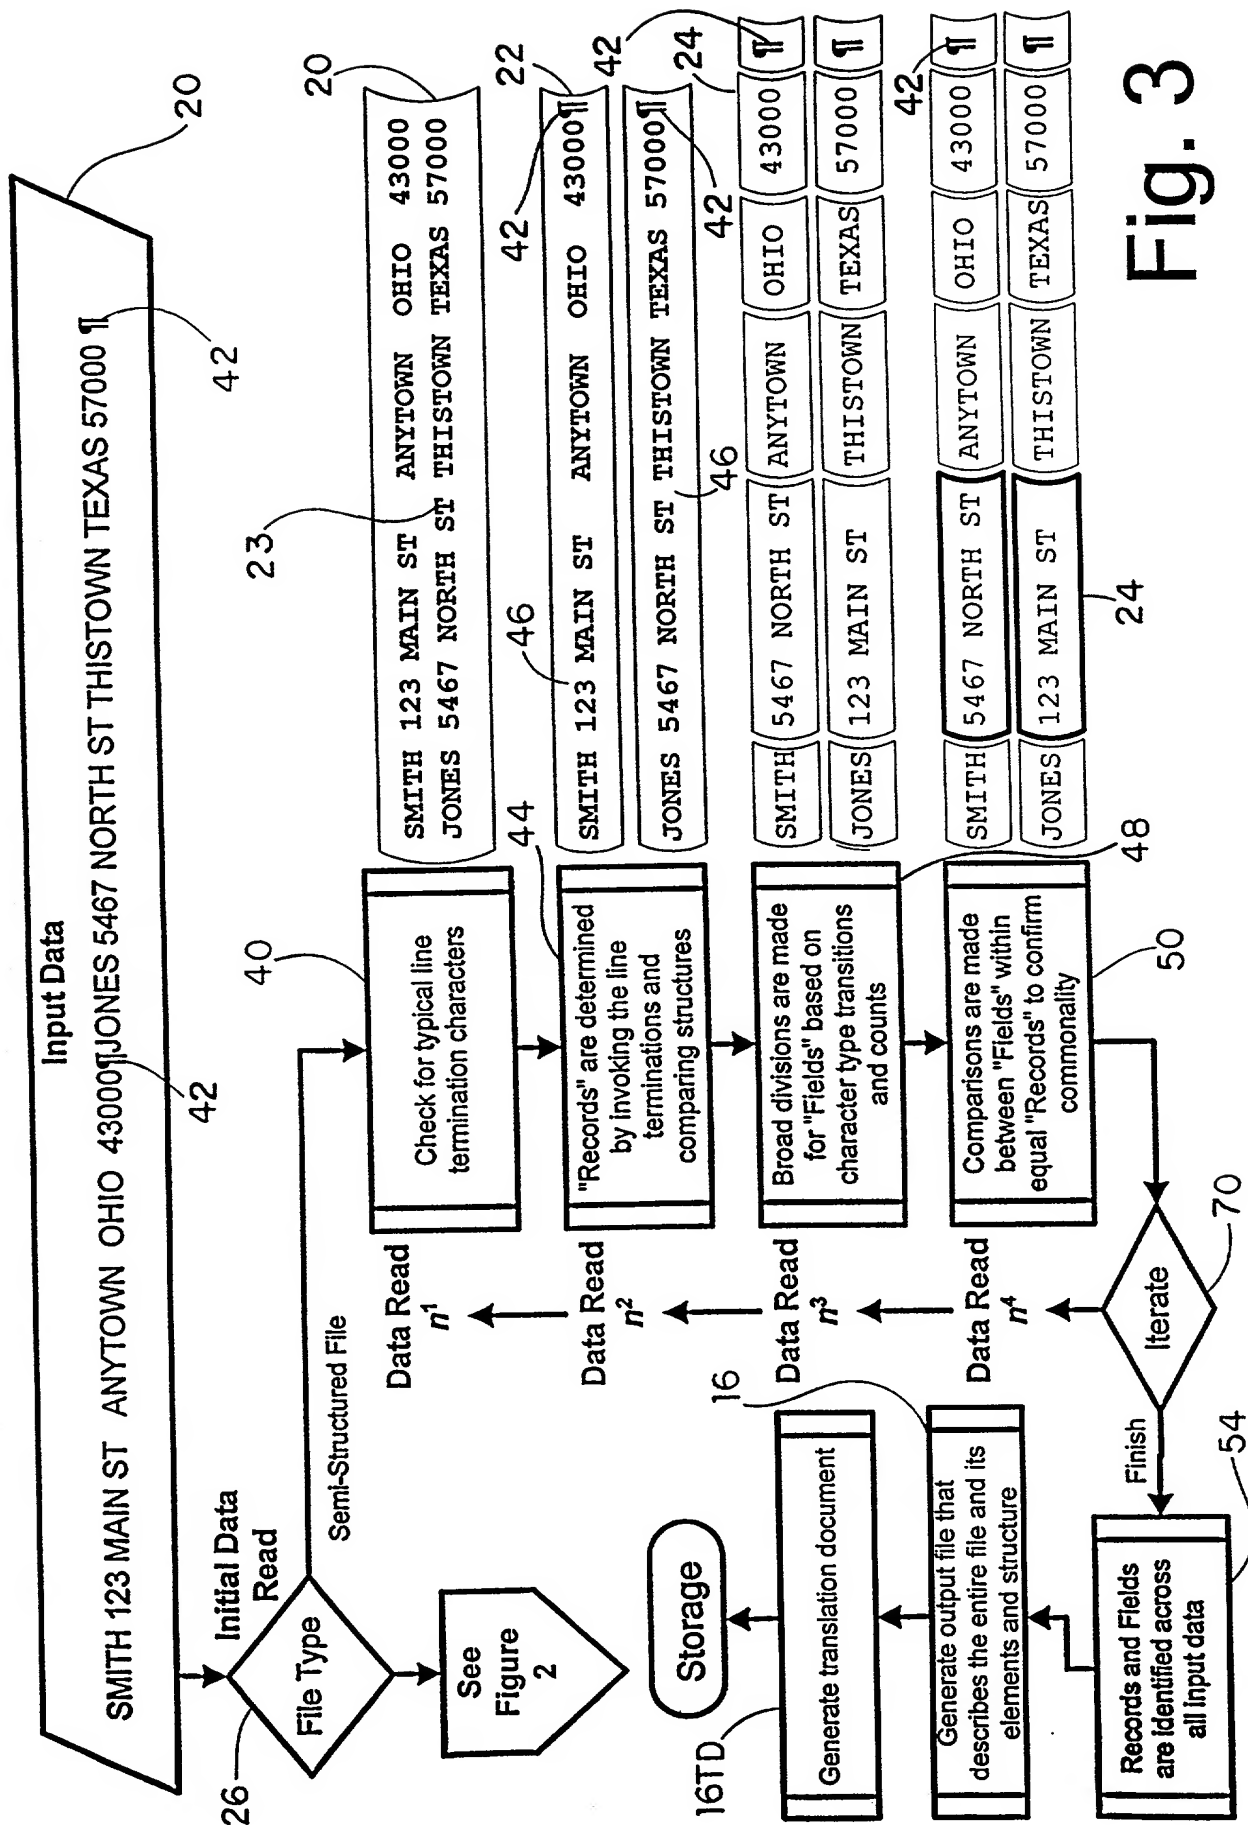 Input Data
20
SMITH 123 MAIN ST ANYTOWN OHIO 43000¶JONES 5467 NORTH ST THISTOWN TEXAS 57000 ¶
42
42
Initial Data
Read
26
File Type
Semi-Structured File
See
Figure
2
40
Check for typical line
termination characters
Data Read
n¹
23
20
SMITH 123 MAIN ST ANYTOWN OHIO 43000
JONES 5467 NORTH ST THISTOWN TEXAS 57000
44
"Records" are determined
by invoking the line
terminations and
comparing structures
Data Read
n²
46
42
22
42
SMITH 123 MAIN ST ANYTOWN OHIO 43000¶
JONES 5467 NORTH ST THISTOWN TEXAS 57000¶
46
42
Broad divisions are made
for "Fields" based on
character type transitions
and counts
48
Data Read
n³
24
42
SMITH 5467 NORTH ST ANYTOWN OHIO 43000 ¶
JONES 123 MAIN ST THISTOWN TEXAS 57000 ¶
Comparisons are made
between "Fields" within
equal "Records" to confirm
commonality
50
Data Read
n⁴
42
SMITH 5467 NORTH ST ANYTOWN OHIO 43000 ¶
JONES 123 MAIN ST THISTOWN TEXAS 57000 ¶
24
Iterate
70
Finish
Records and Fields
are identified across
all input data
54
Generate output file that
describes the entire file and its
elements and structure
16
Generate translation document
16TD
Storage
Fig. 3